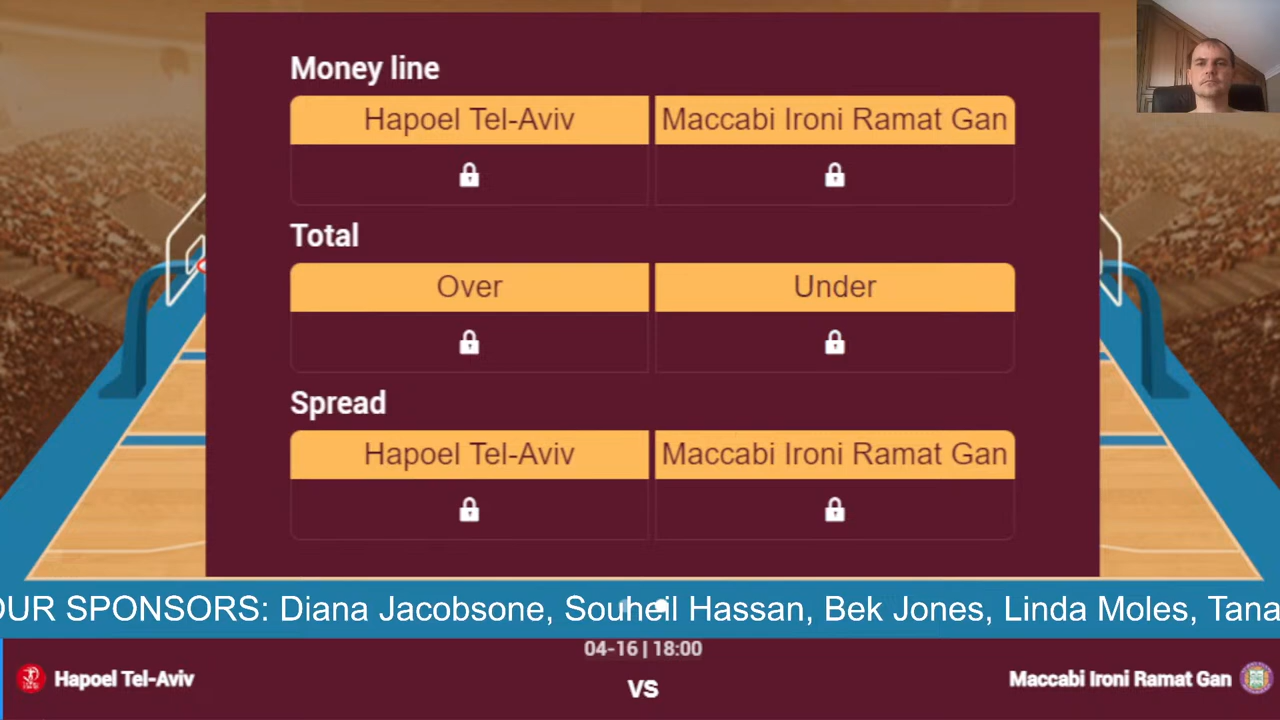 Money line
Hapoel Tel-Aviv
Maccabi Ironi Ramat Gan
Total
Over
Under
Spread
Hapoel Tel-Aviv
Maccabi Ironi Ramat Gan
OUR SPONSORS: Diana Jacobsone, Souheil Hassan, Bek Jones, Linda Moles, Tana
04-16 | 18:00
Hapoel Tel-Aviv
vs
Maccabi Ironi Ramat Gan